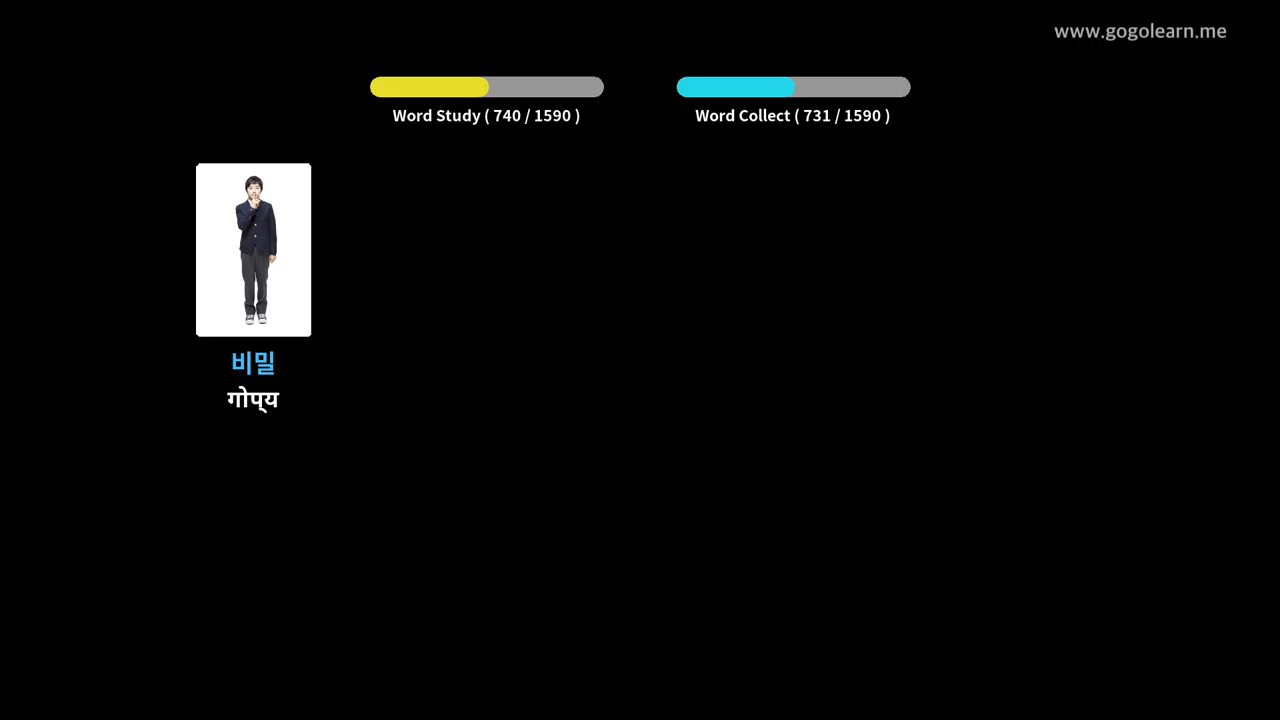 www.gogolearn.me
Word Study ( 740 / 1590 )
Word Collect ( 731 / 1590 )
비밀
गोप्य